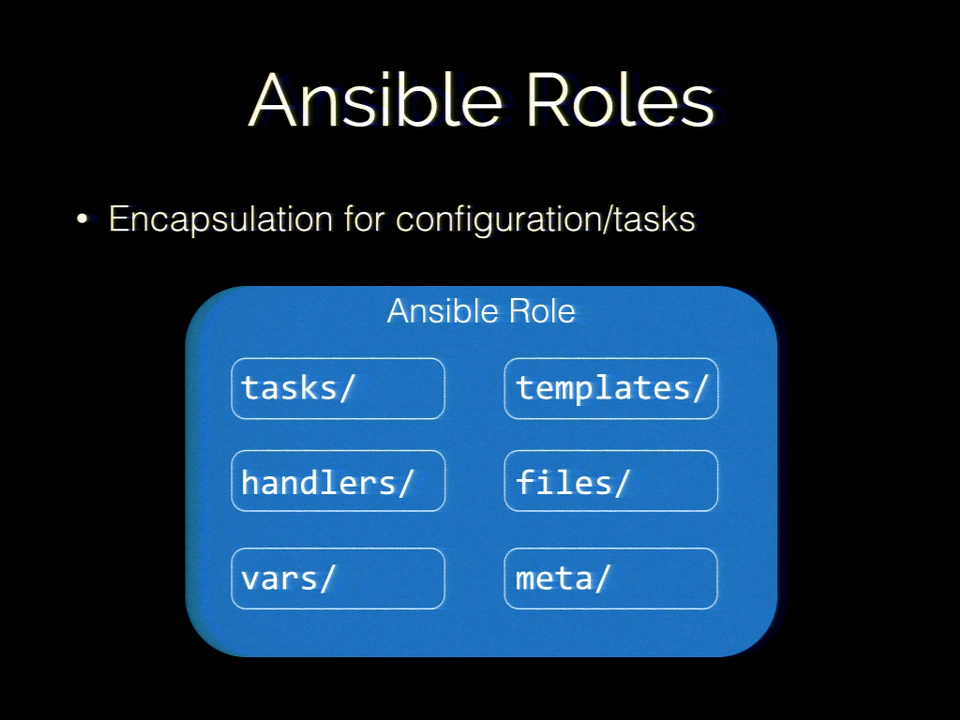 Ansible Roles
• Encapsulation for configuration/tasks
Ansible Role
tasks/
templates/
handlers/
files/
vars/
meta/